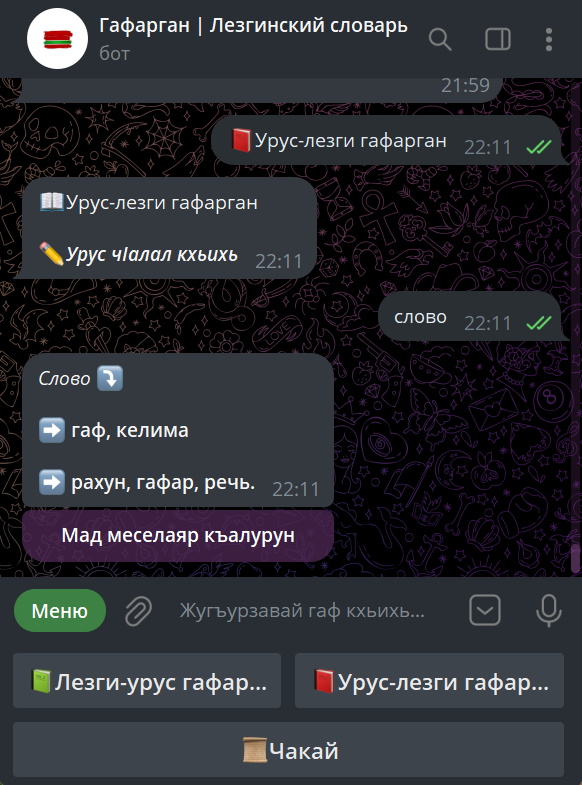 Гафарган | Лезгинский словарь
бот
21:59
📕Урус-лезги гафарган 22:11
📖Урус-лезги гафарган
✏️Урус чӀалал кхьихь 22:11
слово 22:11
Слово ⤵️
➡️ гаф, келима
➡️ рахун, гафар, речь. 22:11
Мад меселаяр къалурун
Меню
Жугъурзавай гаф кхьихь...
📗Лезги-урус гафар...
📕Урус-лезги гафар...
📜Чакай